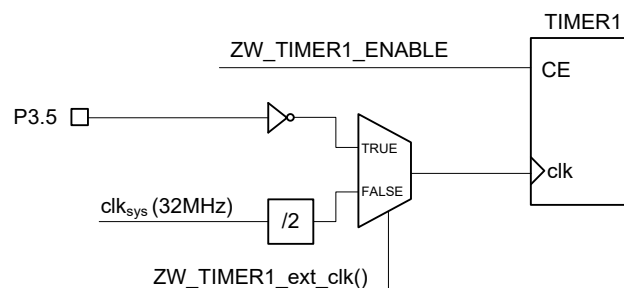 TIMER1
ZW_TIMER1_ENABLE
CE
P3.5
TRUE
clk
FALSE
clksys (32MHz)
/2
ZW_TIMER1_ext_clk()